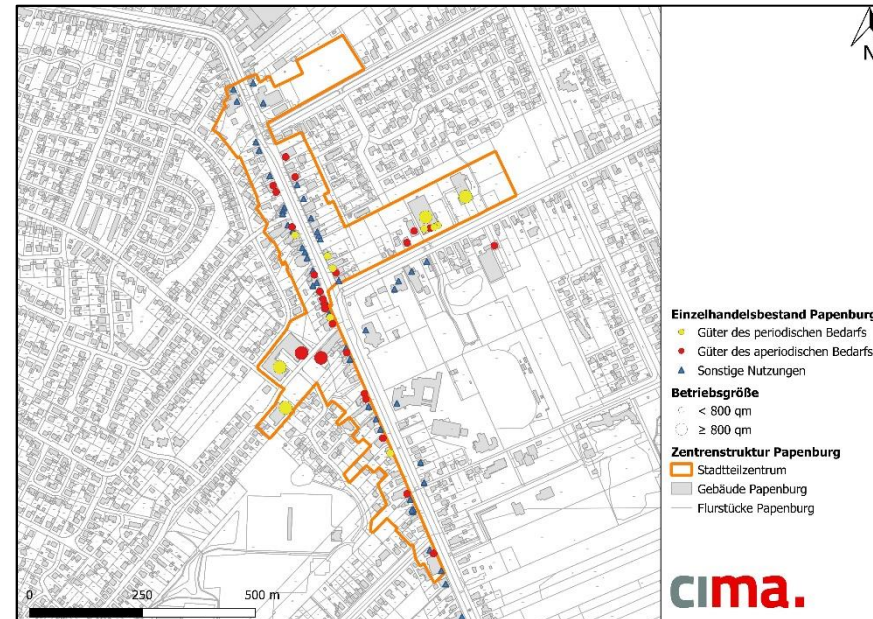 N
Einzelhandelsbestand Papenburg
Güter des periodischen Bedarfs
Güter des aperiodischen Bedarfs
Sonstige Nutzungen
Betriebsgröße
< 800 qm
≥ 800 qm
Zentrenstruktur Papenburg
Stadtteilzentrum
Gebäude Papenburg
Flurstücke Papenburg
0 250 500 m
cima.